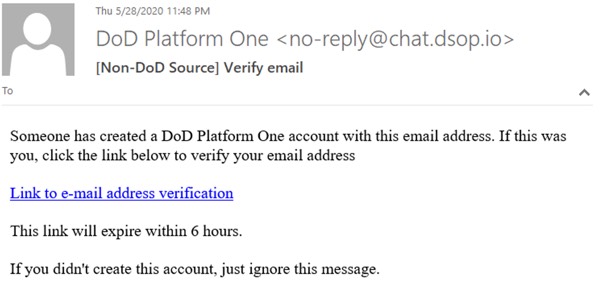 Thu 5/28/2020 11:48 PM
DoD Platform One <no-reply@chat.dsop.io>
[Non-DoD Source] Verify email
To
Someone has created a DoD Platform One account with this email address. If this was
you, click the link below to verify your email address
Link to e-mail address verification
This link will expire within 6 hours.
If you didn't create this account, just ignore this message.